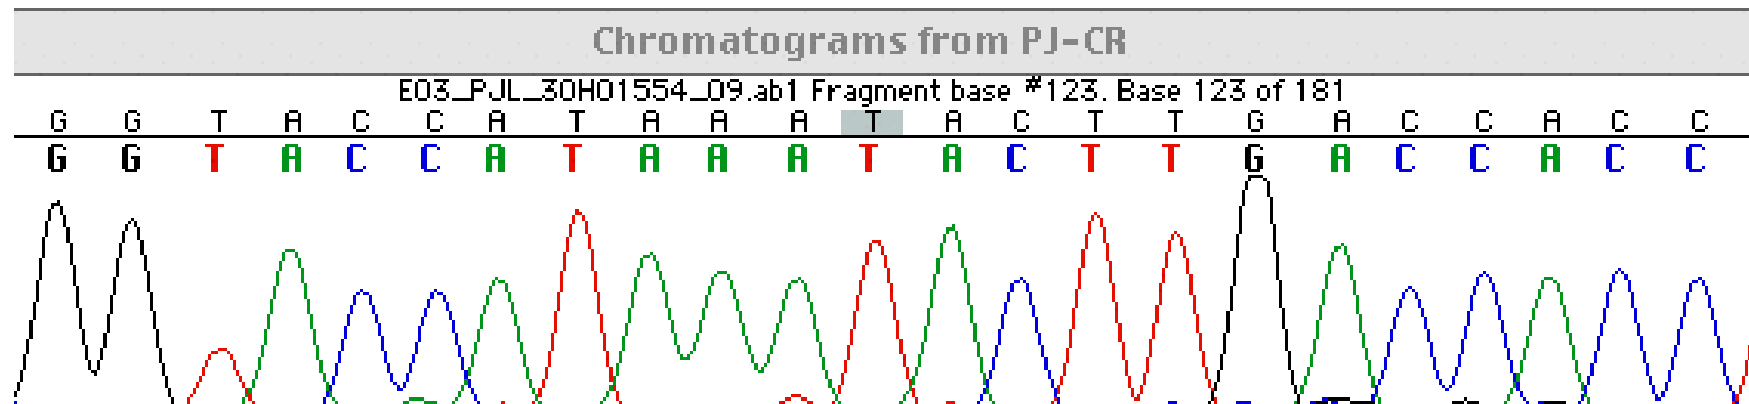 Chromatograms from PJ-CR
E03_PJL_30H01554_09.ab1 Fragment base #123. Base 123 of 181
G G T A C C A T A A A T A C T T G A C C A C C
G G T A C C A T A A A T A C T T G A C C A C C